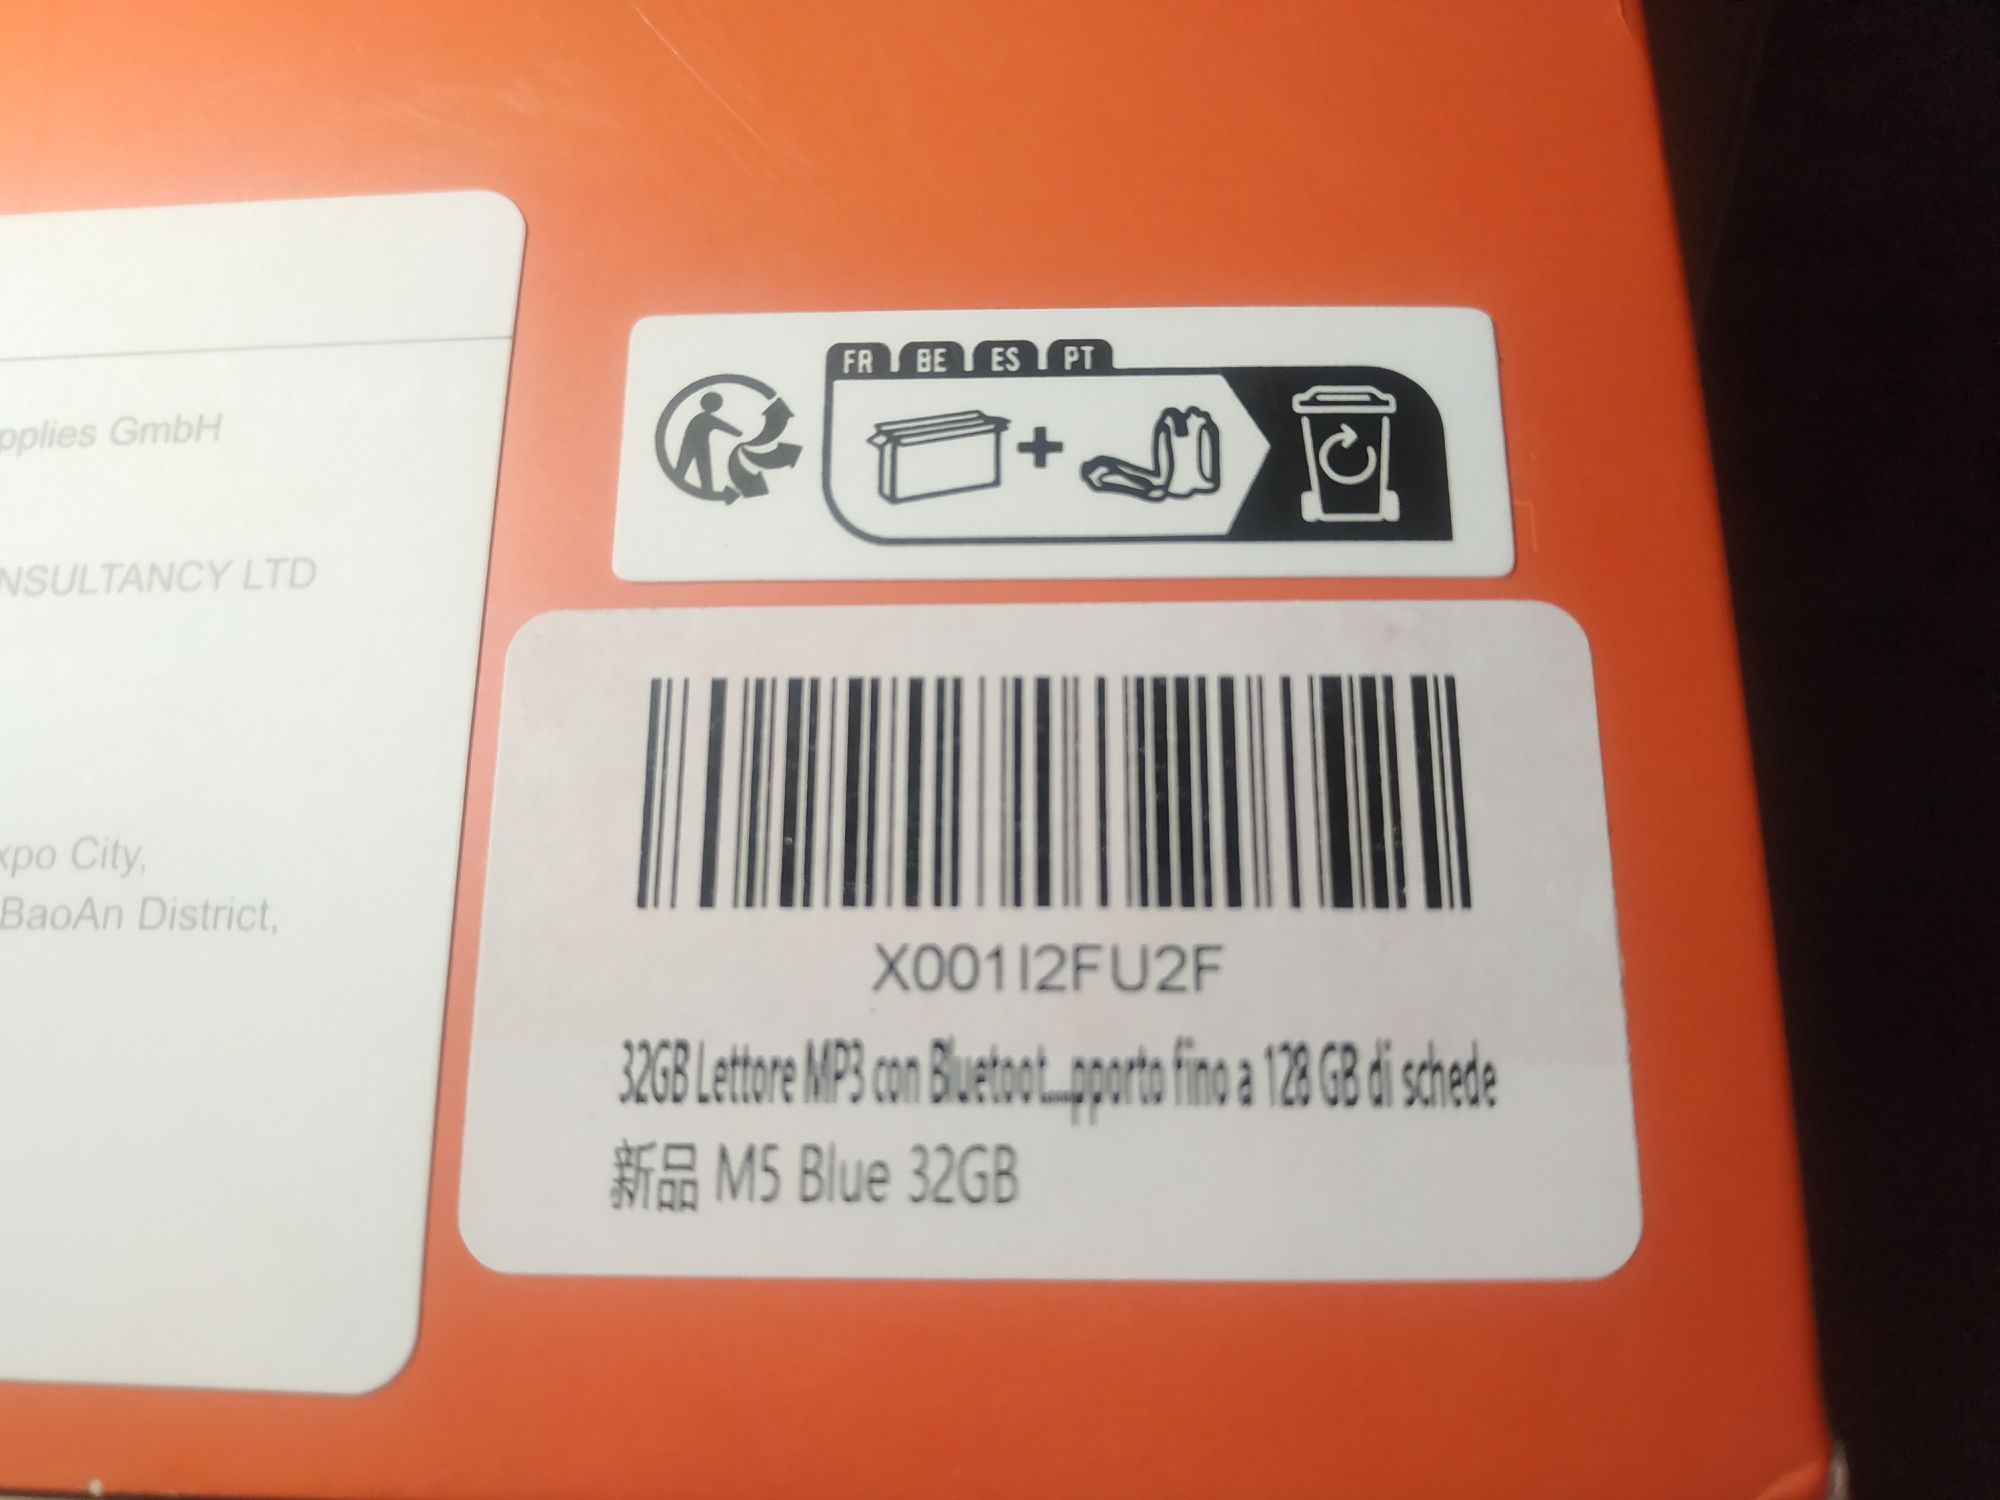 pplies GmbH
NSULTANCY LTD
xpo City,
BaoAn District,
FR BE ES PT
X001I2FU2F
32GB Lettore MP3 con Bluetoot...pporto fino a 128 GB di schede
新品 M5 Blue 32GB